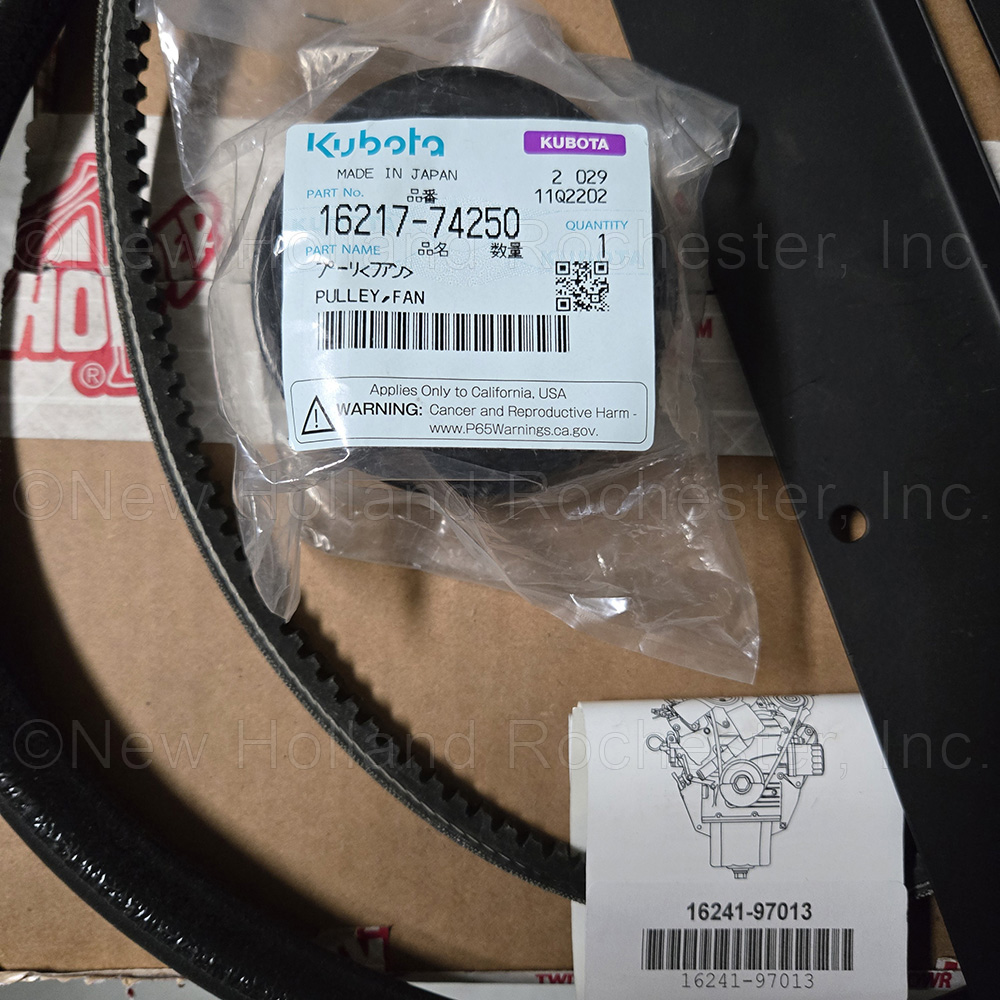 Kubota
KUBOTA
MADE IN JAPAN
2 029
PART No.
品番
11Q2202
16217-74250
QUANTITY
1
PART NAME
品名
数量
プーリ<ファン>
PULLEY,FAN
Applies Only to California, USA
WARNING: Cancer and Reproductive Harm -
www.P65Warnings.ca.gov.
©New Holland Rochester, Inc.
©New Holland Rochester, Inc.
©New Holland Rochester, Inc.
16241-97013
16241-97013
®